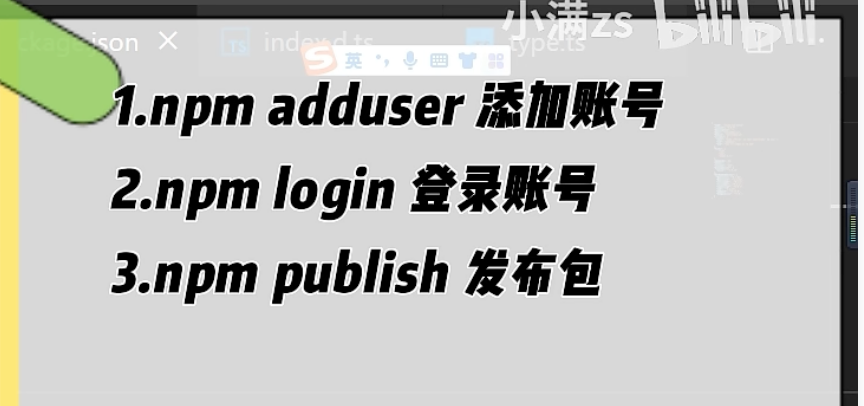 小满zs bilibili
ckage.json × TS index.d.ts type.ts
英
1.npm adduser 添加账号
2.npm login 登录账号
3.npm publish 发布包